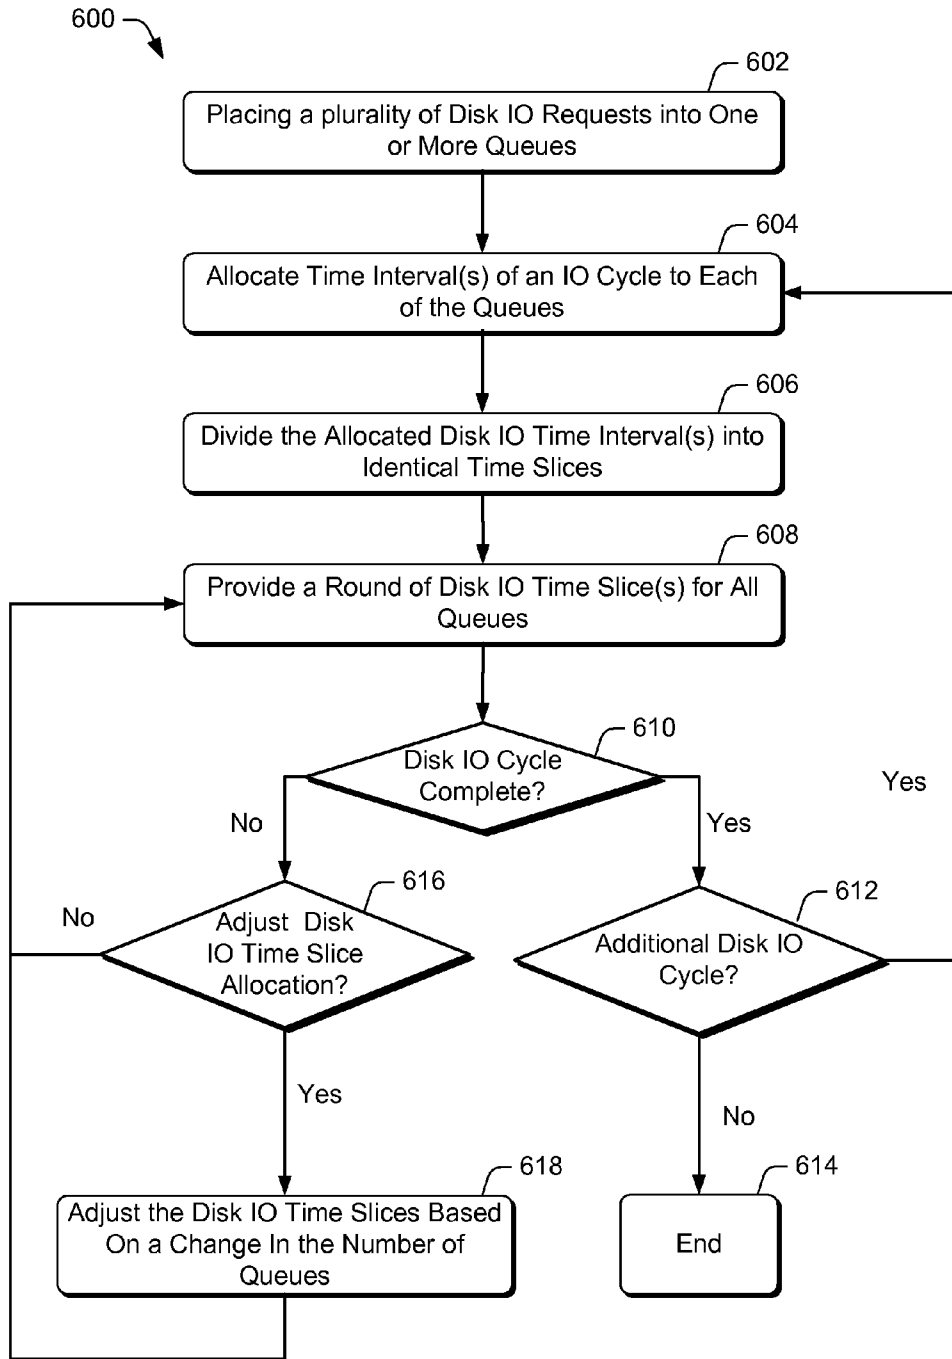 600
602
Placing a plurality of Disk IO Requests into One
or More Queues
604
Allocate Time Interval(s) of an IO Cycle to Each
of the Queues
606
Divide the Allocated Disk IO Time Interval(s) into
Identical Time Slices
608
Provide a Round of Disk IO Time Slice(s) for All
Queues
610
Disk IO Cycle
Complete?
No
Yes
Yes
616
Adjust Disk
IO Time Slice
Allocation?
No
612
Additional Disk IO
Cycle?
Yes
No
618
Adjust the Disk IO Time Slices Based
On a Change In the Number of
Queues
614
End